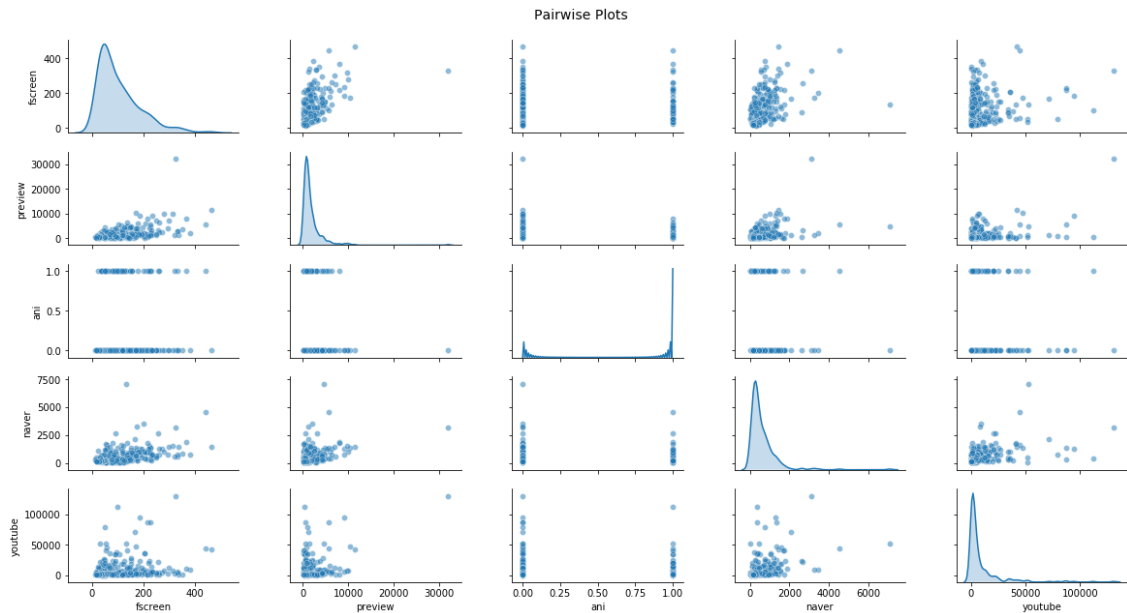 Pairwise Plots
fscreen
400
200
0
preview
30000
20000
10000
0
ani
1.0
0.5
0.0
naver
7500
5000
2500
0
youtube
100000
50000
0
0 200 400
0 10000 20000 30000
0.00 0.25 0.50 0.75 1.00
0 2000 4000 6000 8000
0 50000 100000
fscreen preview ani naver youtube